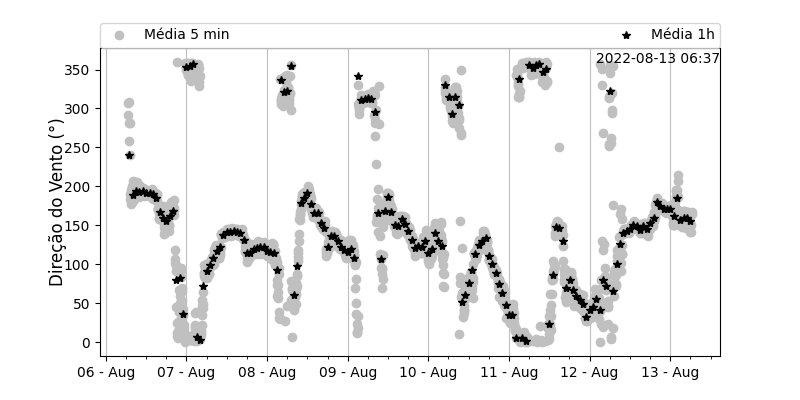 Média 5 min
Média 1h
2022-08-13 06:37
Direção do Vento (°)
350
300
250
200
150
100
50
0
06 - Aug
07 - Aug
08 - Aug
09 - Aug
10 - Aug
11 - Aug
12 - Aug
13 - Aug